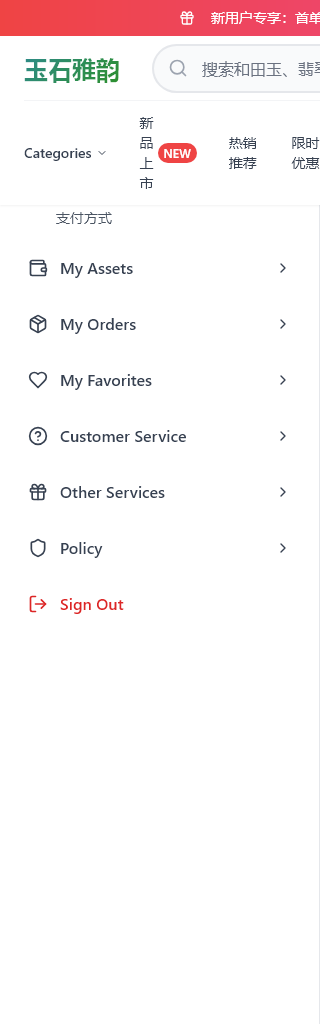 新用户专享：首单
玉石雅韵
搜索和田玉、翡
Categories
新品上市
NEW
热销推荐
限时优惠
支付方式
My Assets
My Orders
My Favorites
Customer Service
Other Services
Policy
Sign Out